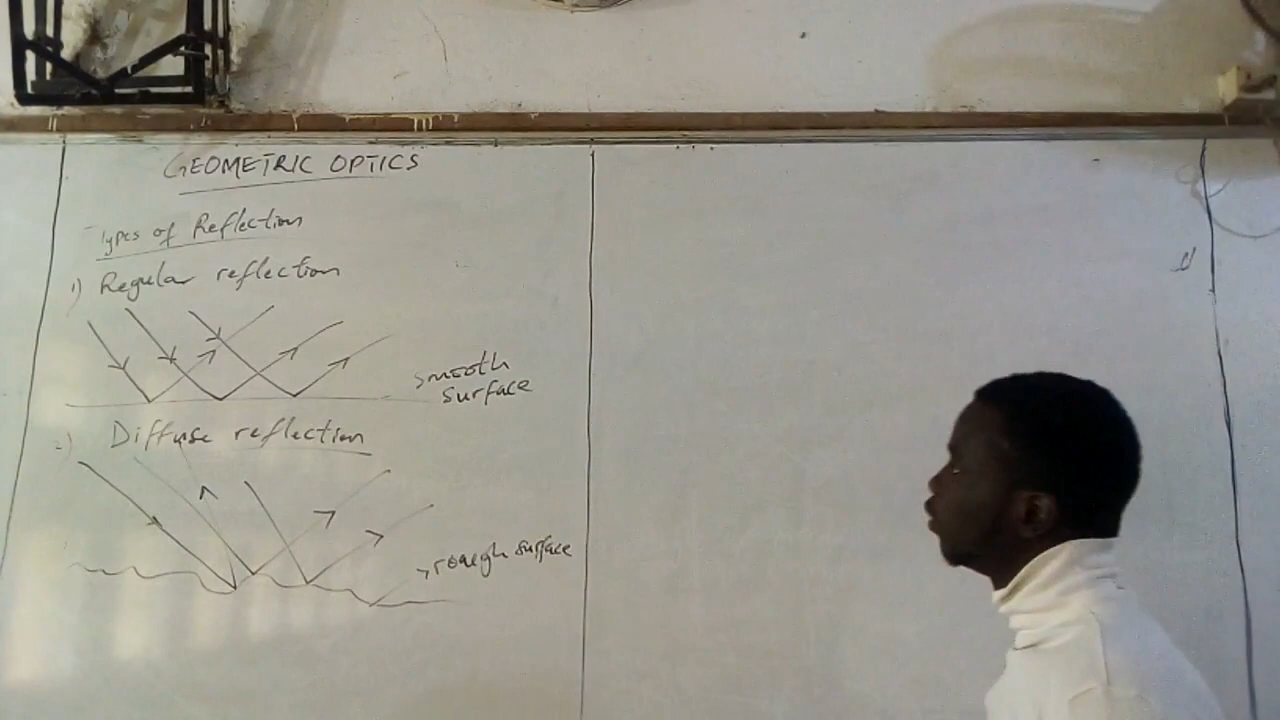 GEOMETRIC OPTICS
Types of Reflection
1) Regular reflection
smooth
surface
2) Diffuse reflection
rough surface